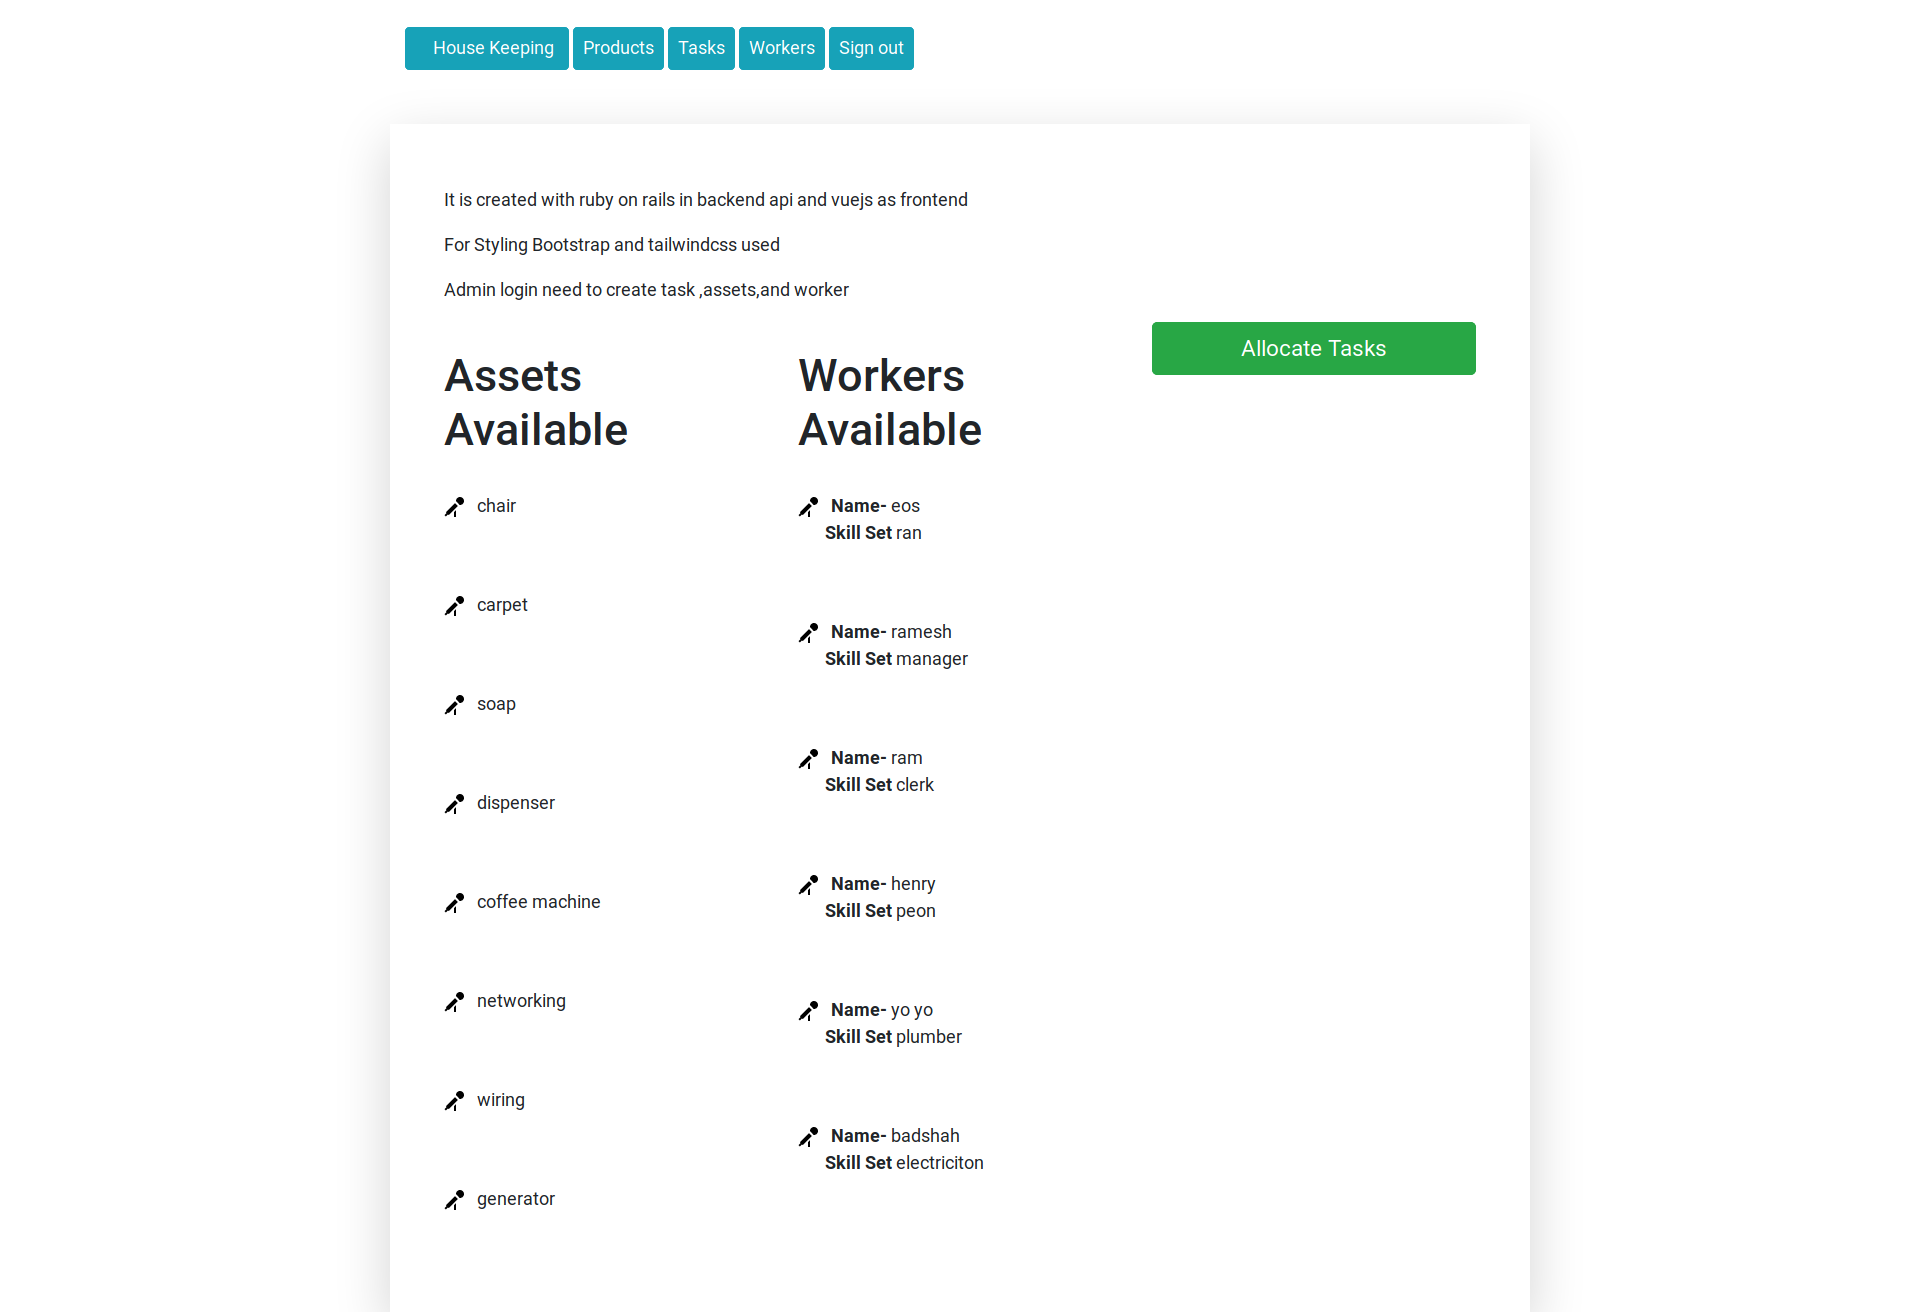 House Keeping Products Tasks Workers Sign out
It is created with ruby on rails in backend api and vuejs as frontend
For Styling Bootstrap and tailwindcss used
Admin login need to create task ,assets,and worker
Assets
Available
chair
carpet
soap
dispenser
coffee machine
networking
wiring
generator
Workers
Available
Name- eos
Skill Set ran
Name- ramesh
Skill Set manager
Name- ram
Skill Set clerk
Name- henry
Skill Set peon
Name- yo yo
Skill Set plumber
Name- badshah
Skill Set electriciton
Allocate Tasks